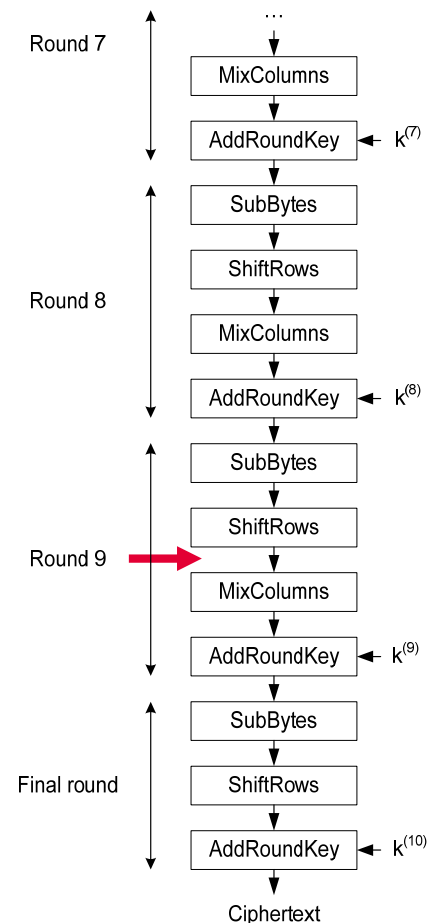 ...
Round 7
MixColumns
AddRoundKey
k(7)
SubBytes
ShiftRows
Round 8
MixColumns
AddRoundKey
k(8)
SubBytes
ShiftRows
Round 9
MixColumns
AddRoundKey
k(9)
SubBytes
Final round
ShiftRows
AddRoundKey
k(10)
Ciphertext